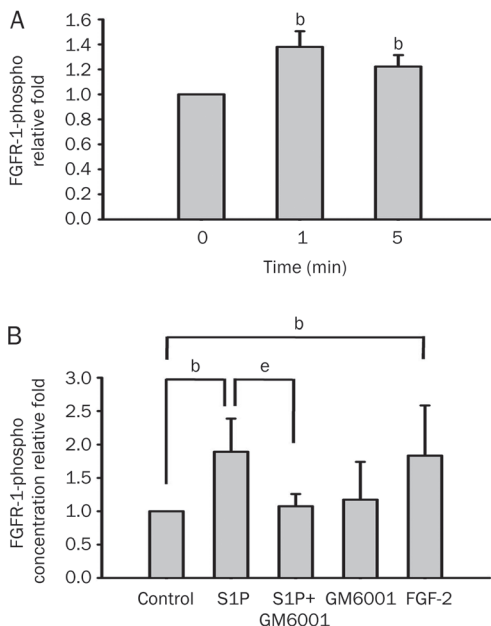 A
FGFR-1-phospho
relative fold
1.6
1.4
1.2
1.0
0.8
0.6
0.4
0.2
0.0
b
b
0 1 5
Time (min)
B
b
b e
FGFR-1-phospho
concentration relative fold
3.0
2.5
2.0
1.5
1.0
0.5
0.0
Control S1P S1P+ GM6001 FGF-2
GM6001